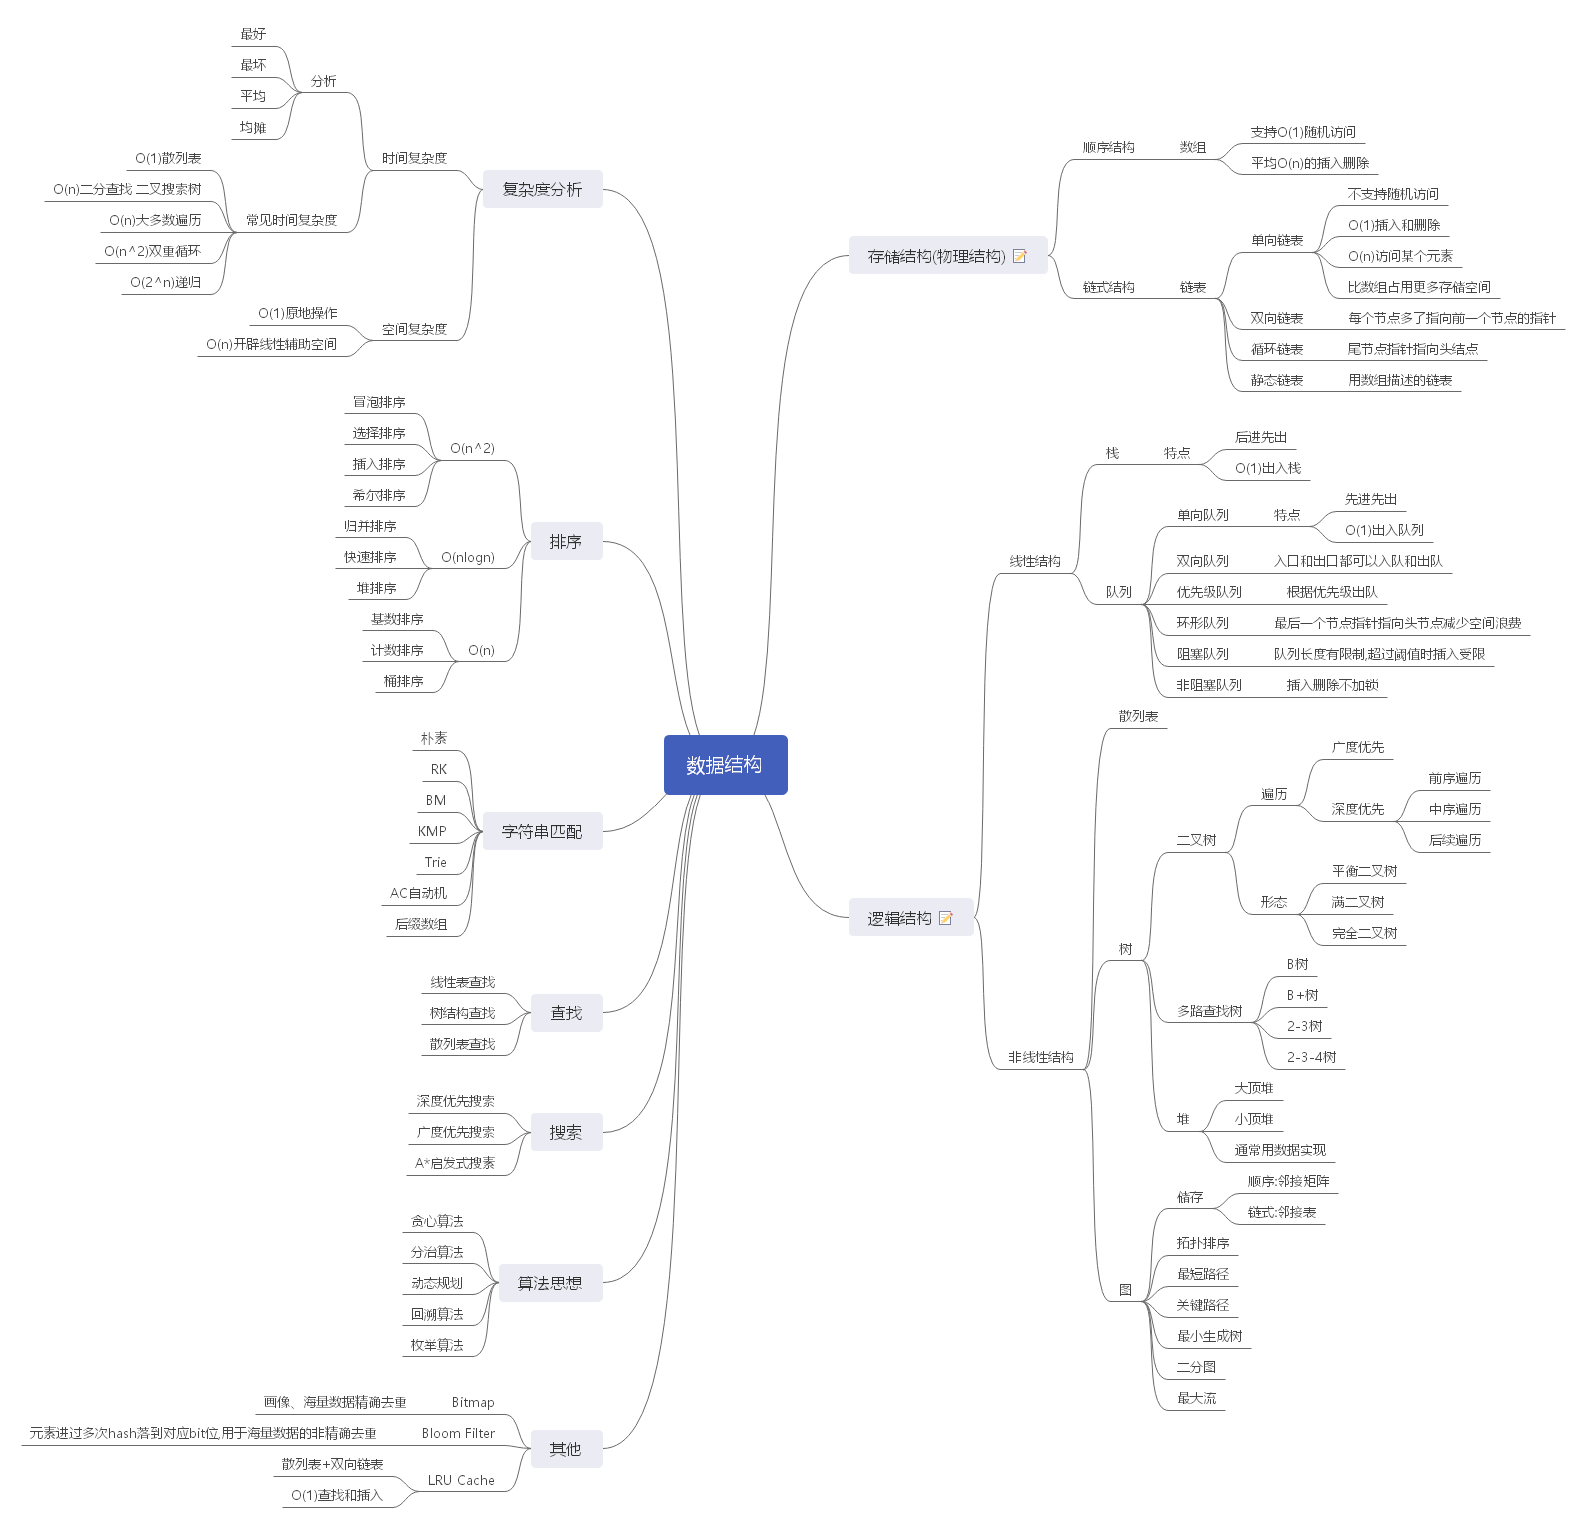 数据结构
复杂度分析
时间复杂度
分析
最好
最坏
平均
均摊
常见时间复杂度
O(1)散列表
O(n)二分查找 二叉搜索树
O(n)大多数遍历
O(n^2)双重循环
O(2^n)递归
空间复杂度
O(1)原地操作
O(n)开辟线性辅助空间
排序
O(n^2)
冒泡排序
选择排序
插入排序
希尔排序
O(nlogn)
归并排序
快速排序
堆排序
O(n)
基数排序
计数排序
桶排序
字符串匹配
朴素
RK
BM
KMP
Trie
AC自动机
后缀数组
查找
线性表查找
树结构查找
散列表查找
搜索
深度优先搜索
广度优先搜索
A*启发式搜素
算法思想
贪心算法
分治算法
动态规划
回溯算法
枚举算法
其他
Bitmap
画像、海量数据精确去重
Bloom Filter
元素进过多次hash落到对应bit位,用于海量数据的非精确去重
LRU Cache
散列表+双向链表
O(1)查找和插入
存储结构(物理结构)
顺序结构
数组
支持O(1)随机访问
平均O(n)的插入删除
链式结构
链表
单向链表
不支持随机访问
O(1)插入和删除
O(n)访问某个元素
比数组占用更多存储空间
双向链表
每个节点多了指向前一个节点的指针
循环链表
尾节点指针指向头结点
静态链表
用数组描述的链表
逻辑结构
线性结构
栈
特点
后进先出
O(1)出入栈
队列
单向队列
特点
先进先出
O(1)出入队列
双向队列
入口和出口都可以入队和出队
优先级队列
根据优先级出队
环形队列
最后一个节点指针指向头节点减少空间浪费
阻塞队列
队列长度有限制,超过阈值时插入受限
非阻塞队列
插入删除不加锁
非线性结构
散列表
树
二叉树
遍历
广度优先
深度优先
前序遍历
中序遍历
后续遍历
形态
平衡二叉树
满二叉树
完全二叉树
多路查找树
B树
B+树
2-3树
2-3-4树
堆
大顶堆
小顶堆
通常用数据实现
图
储存
顺序:邻接矩阵
链式:邻接表
拓扑排序
最短路径
关键路径
最小生成树
二分图
最大流